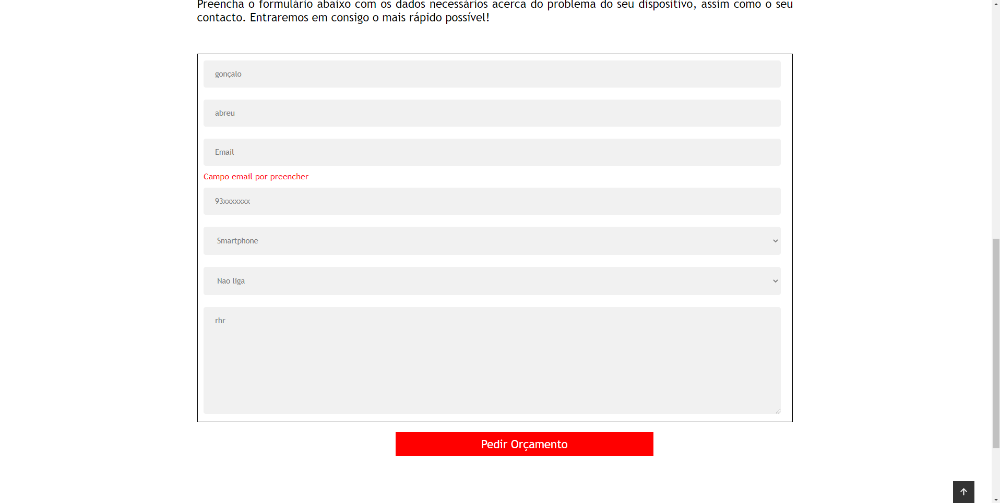 Preencha o formulário abaixo com os dados necessários acerca do problema do seu dispositivo, assim como o seu
contacto. Entraremos em consigo o mais rápido possível!
gonçalo
abreu
Email
Campo email por preencher
93xxxxxxx
Smartphone
Nao liga
rhr
Pedir Orçamento